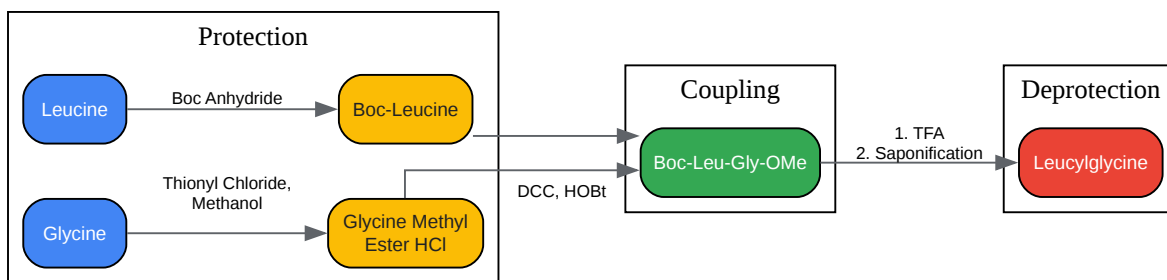 Protection
Leucine
Boc Anhydride
Boc-Leucine
Glycine
Thionyl Chloride,
Methanol
Glycine Methyl
Ester HCl
DCC, HOBt
Coupling
Boc-Leu-Gly-OMe
1. TFA
2. Saponification
Deprotection
Leucylglycine